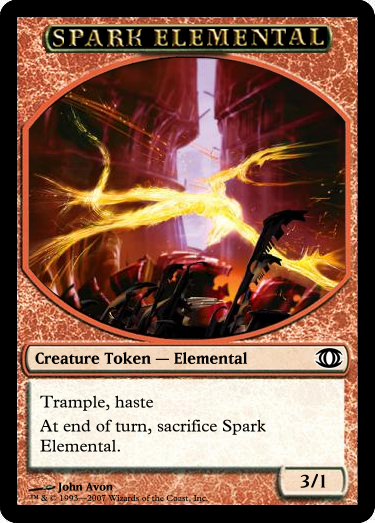 SPARK ELEMENTAL
Creature Token — Elemental
Trample, haste
At end of turn, sacrifice Spark
Elemental.
John Avon
™ & © 1993—2007 Wizards of the Coast, Inc.
3/1